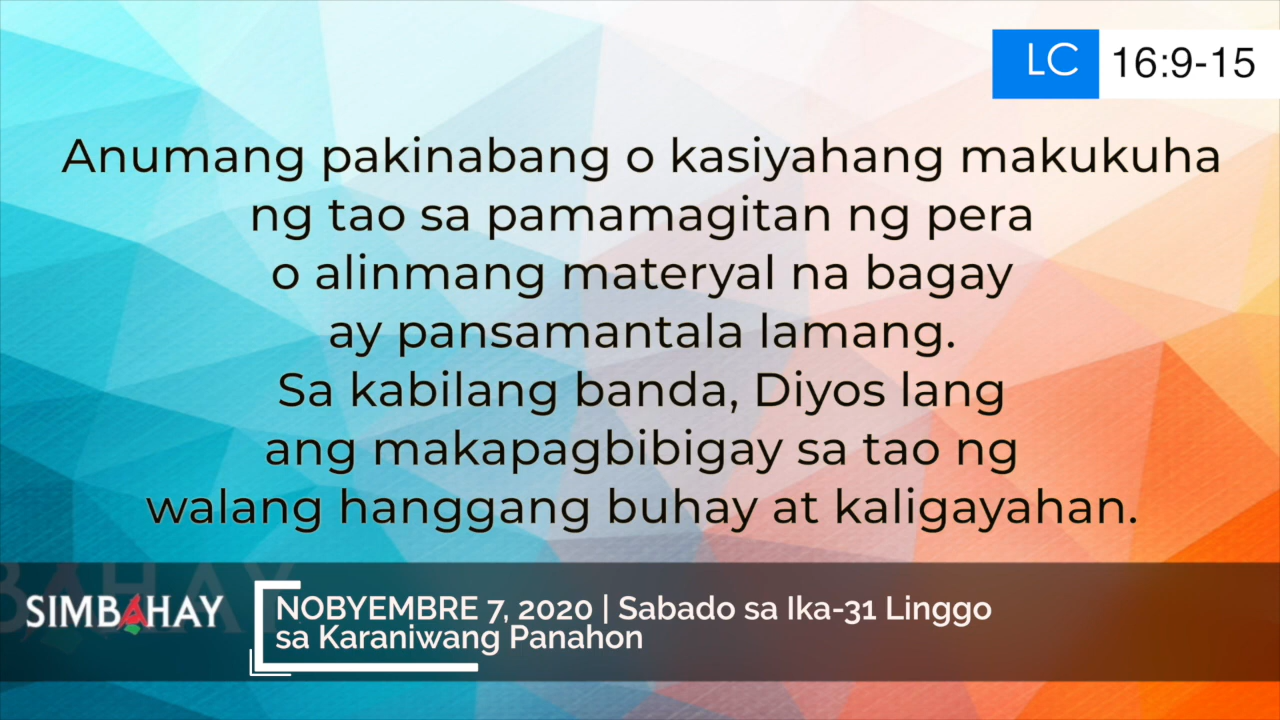 LC 16:9-15
Anumang pakinabang o kasiyahang makukuha
ng tao sa pamamagitan ng pera
o alinmang materyal na bagay
ay pansamantala lamang.
Sa kabilang banda, Diyos lang
ang makapagbibigay sa tao ng
walang hanggang buhay at kaligayahan.
SIMBAHAY
NOBYEMBRE 7, 2020 | Sabado sa Ika-31 Linggo
sa Karaniwang Panahon